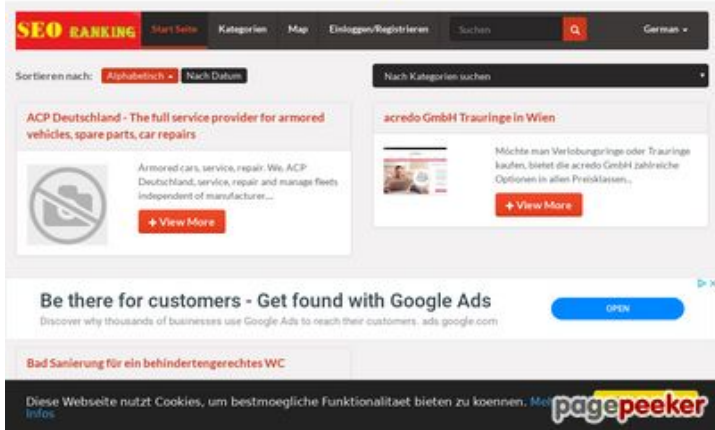 SEO RANKING Start Seite Kategorien Map Einloggen/Registrieren Suchen German
Sortieren nach: Alphabetisch Nach Datum Nach Kategorien suchen
ACP Deutschland - The full service provider for armored
vehicles, spare parts, car repairs
Armored cars, service, repair. We, ACP
Deutschland, service, repair and manage fleets
independent of manufacturer....
+ View More
acredo GmbH Trauringe in Wien
Möchte man Verlobungsringe oder Trauringe
kaufen, bietet die acredo GmbH zahlreiche
Optionen in allen Preisklassen...
+ View More
Be there for customers - Get found with Google Ads
Discover why thousands of businesses use Google Ads to reach their customers. ads.google.com
OPEN
Bad Sanierung für ein behindertengerechtes WC
Diese Webseite nutzt Cookies, um bestmoegliche Funktionalitaet bieten zu koennen.
Infos
pagepeeker